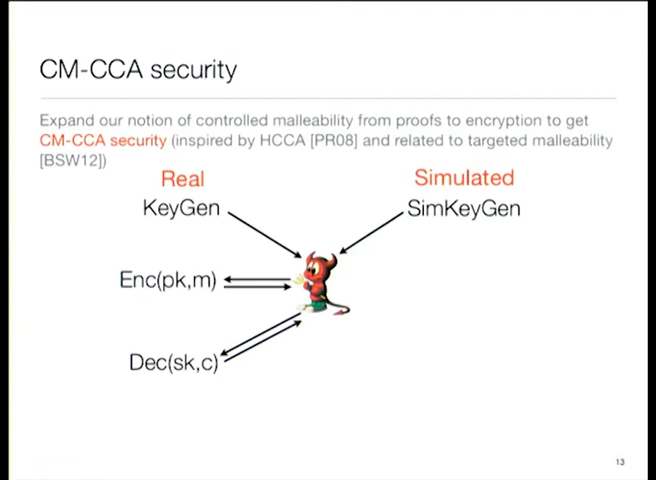 CM-CCA security
Expand our notion of controlled malleability from proofs to encryption to get
CM-CCA security (inspired by HCCA [PR08] and related to targeted malleability
[BSW12])
Real
Simulated
KeyGen
SimKeyGen
Enc(pk,m)
Dec(sk,c)
13